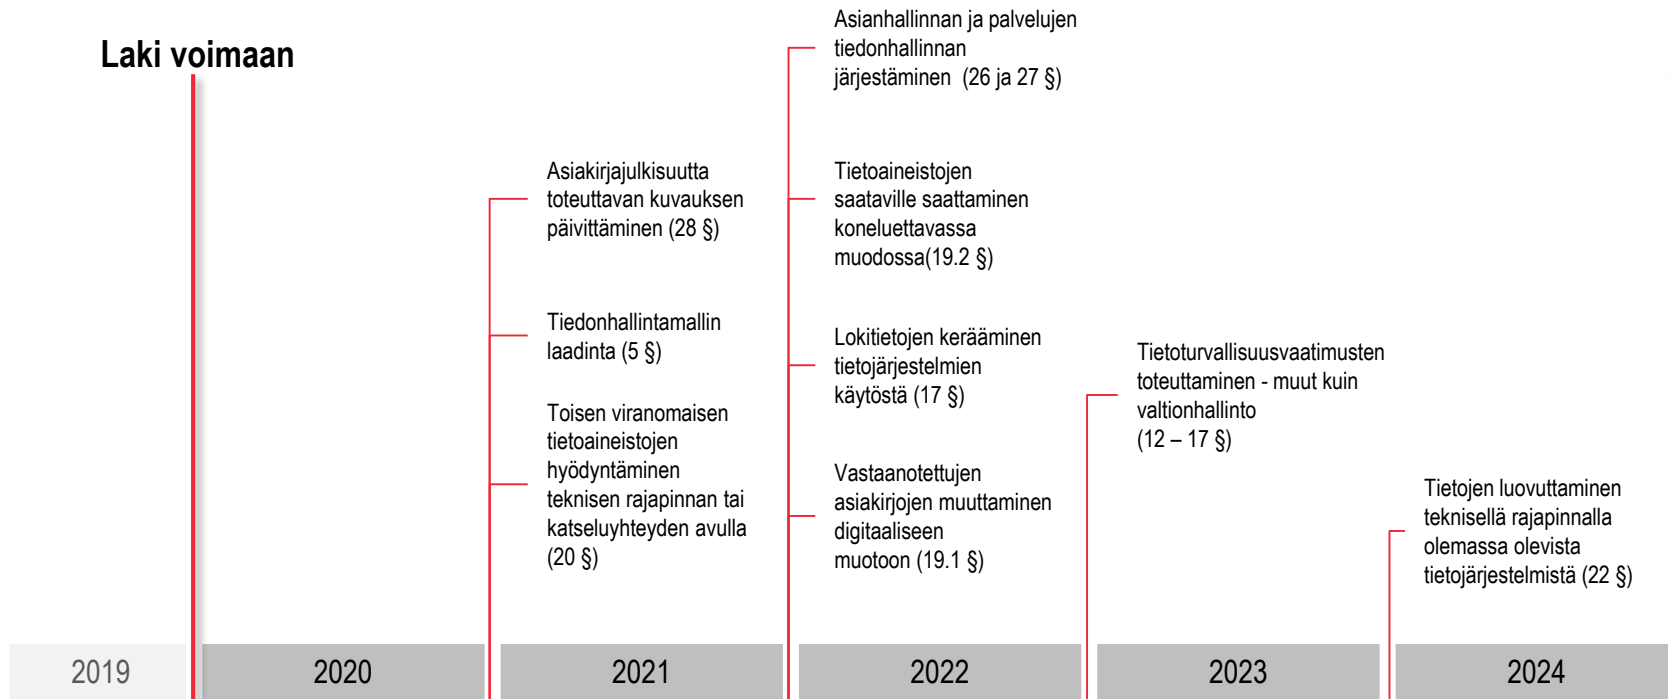 Laki voimaan
Asiakirjajulkisuutta
toteuttavan kuvauksen
päivittäminen (28 §)
Tiedonhallintamallin
laadinta (5 §)
Toisen viranomaisen
tietoaineistojen
hyödyntäminen
teknisen rajapinnan tai
katseluyhteyden avulla
(20 §)
Asianhallinnan ja palvelujen
tiedonhallinnan
järjestäminen  (26 ja 27 §)
Tietoaineistojen
saataville saattaminen
koneluettavassa
muodossa(19.2 §)
Lokitietojen kerääminen
tietojärjestelmien
käytöstä (17 §)
Vastaanotettujen
asiakirjojen muuttaminen
digitaaliseen
muotoon (19.1 §)
Tietoturvallisuusvaatimusten
toteuttaminen - muut kuin
valtionhallinto
(12 – 17 §)
Tietojen luovuttaminen
teknisellä rajapinnalla
olemassa olevista
tietojärjestelmistä (22 §)
2019
2020
2021
2022
2023
2024